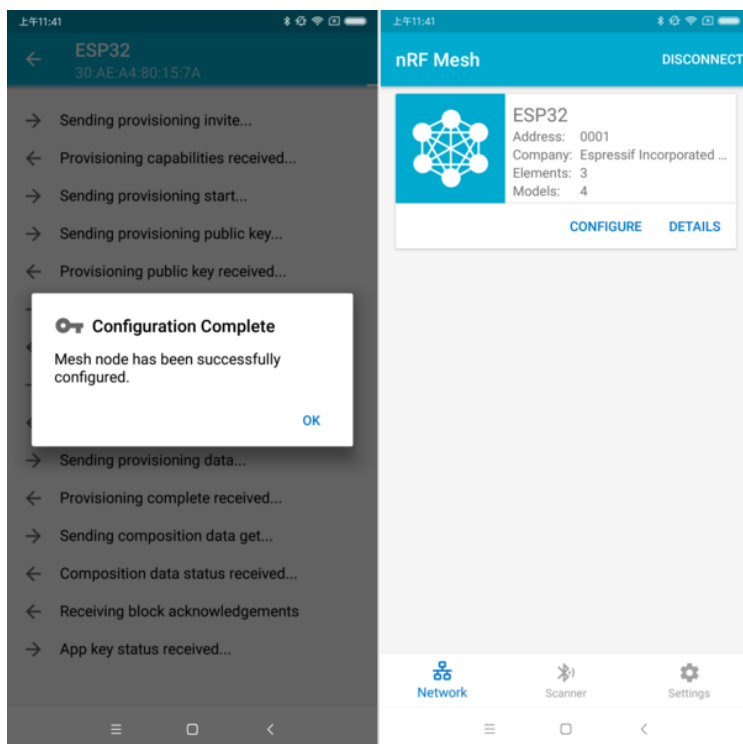 上午11:41
ESP32
30:AE:A4:80:15:7A
Sending provisioning invite...
Provisioning capabilities received...
Sending provisioning start...
Sending provisioning public key...
Provisioning public key received...
Configuration Complete
Mesh node has been successfully
configured.
OK
Sending provisioning data...
Provisioning complete received...
Sending composition data get...
Composition data status received...
Receiving block acknowledgements
App key status received...
上午11:41
nRF Mesh
DISCONNECT
ESP32
Address: 0001
Company: Espressif Incorporated ...
Elements: 3
Models: 4
CONFIGURE DETAILS
Network
Scanner
Settings